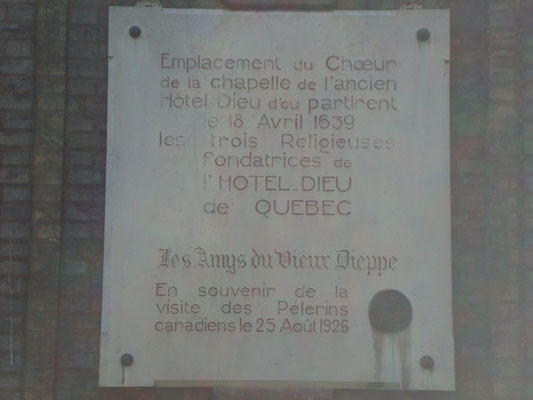 Emplacement du Chœur
de la chapelle de l'ancien
Hôtel-Dieu d'où partirent
le 18 Avril 1639
les trois Religieuses
fondatrices de
l'HOTEL-DIEU
de QUEBEC
Les Amys du Vieux Dieppe
En souvenir de la
visite des Pélerins
canadiens le 25 Août 1926